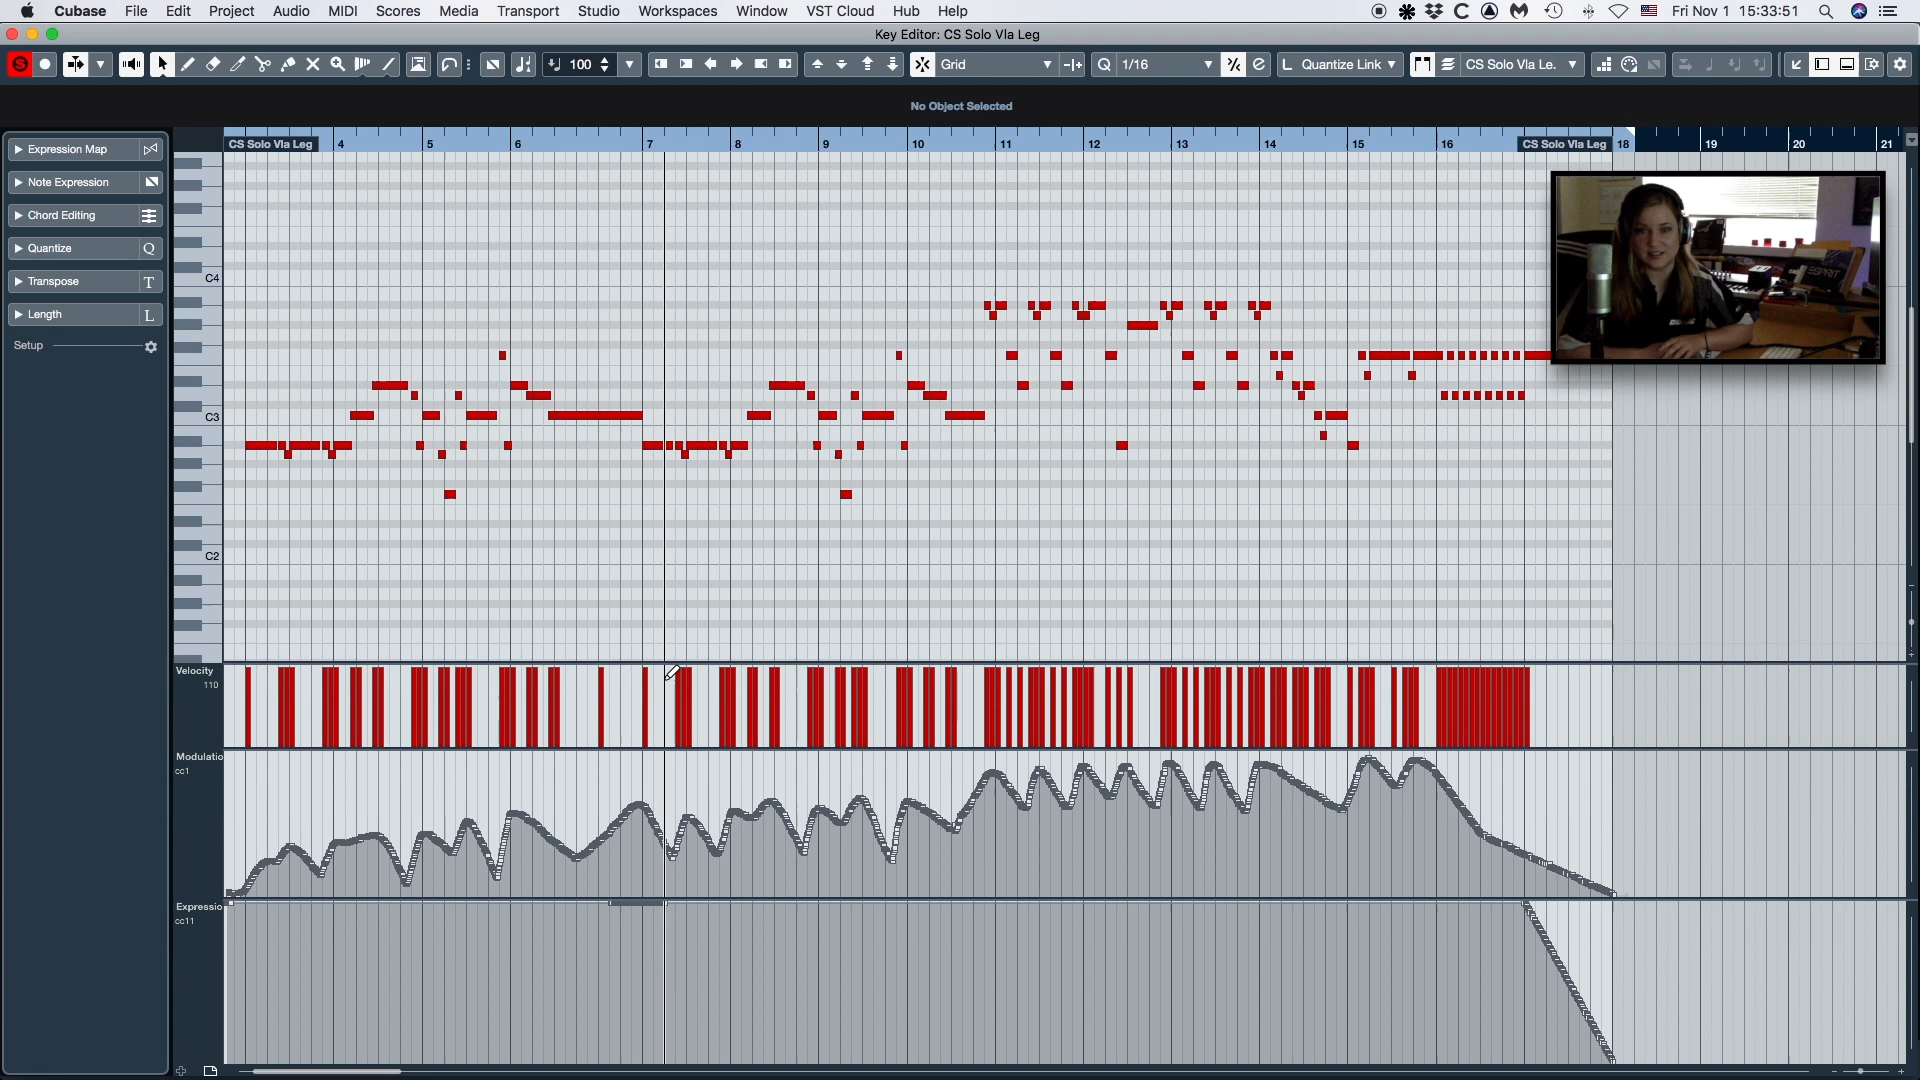 Cubase File Edit Project Audio MIDI Scores Media Transport Studio Workspaces Window VST Cloud Hub Help Fri Nov 1 15:33:51
Key Editor: CS Solo Vla Leg
100 Grid Q 1/16 L Quantize Link CS Solo Vla Le.
No Object Selected
CS Solo Vla Leg 4 5 6 7 8 9 10 11 12 13 14 15 16 CS Solo Vla Leg 18 19 20 21
Expression Map
Note Expression
Chord Editing
Quantize Q
Transpose T
Length L
Setup
C4
C3
C2
Velocity
110
Modulatio
cc1
Expressio
cc11